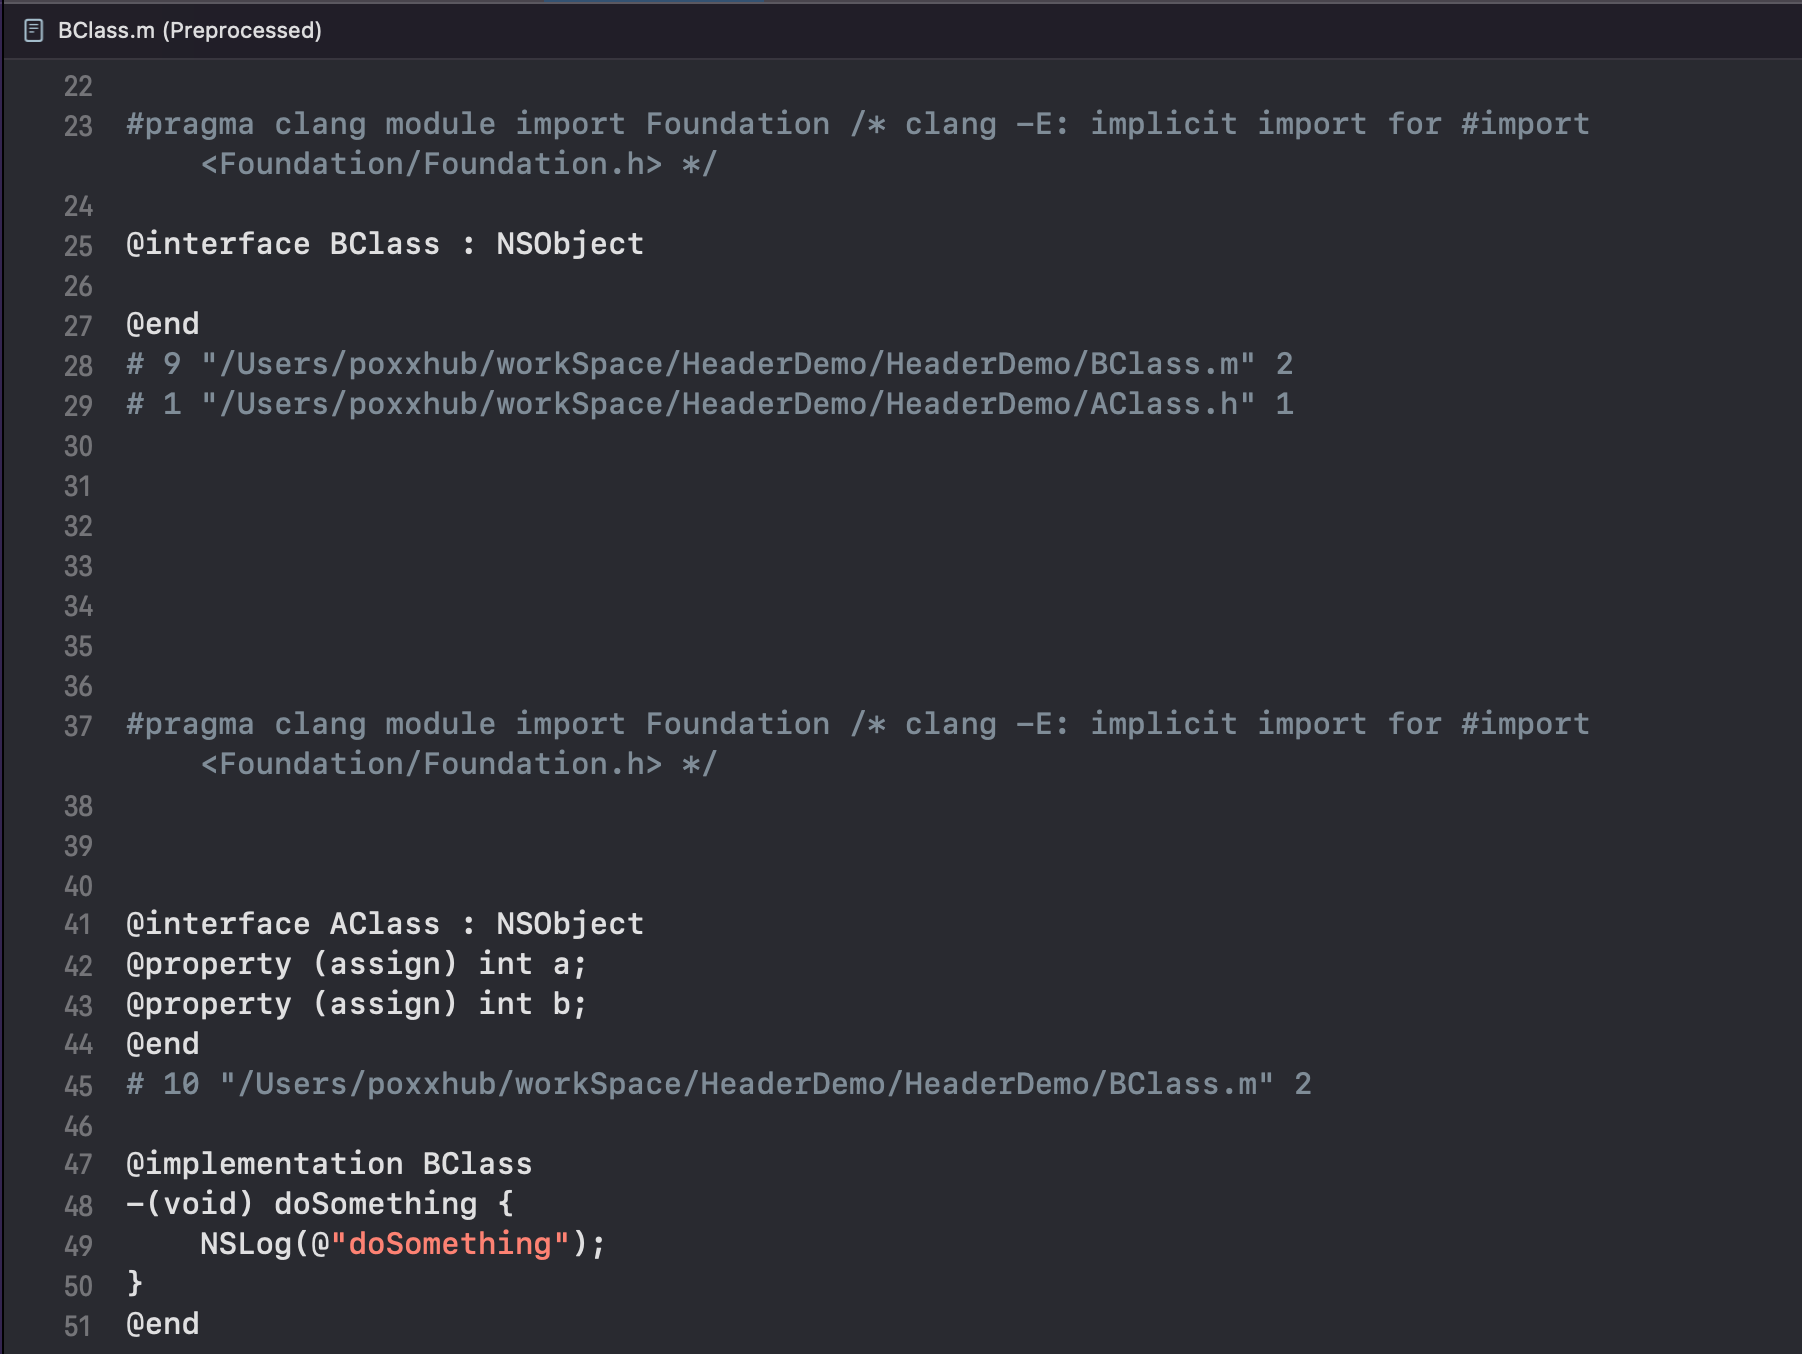 BClass.m (Preprocessed)
22
23 #pragma clang module import Foundation /* clang -E: implicit import for #import
<Foundation/Foundation.h> */
24
25 @interface BClass : NSObject
26
27 @end
28 # 9 "/Users/poxxhub/workSpace/HeaderDemo/HeaderDemo/BClass.m" 2
29 # 1 "/Users/poxxhub/workSpace/HeaderDemo/HeaderDemo/AClass.h" 1
30
31
32
33
34
35
36
37 #pragma clang module import Foundation /* clang -E: implicit import for #import
<Foundation/Foundation.h> */
38
39
40
41 @interface AClass : NSObject
42 @property (assign) int a;
43 @property (assign) int b;
44 @end
45 # 10 "/Users/poxxhub/workSpace/HeaderDemo/HeaderDemo/BClass.m" 2
46
47 @implementation BClass
48 -(void) doSomething {
49 NSLog(@"doSomething");
50 }
51 @end